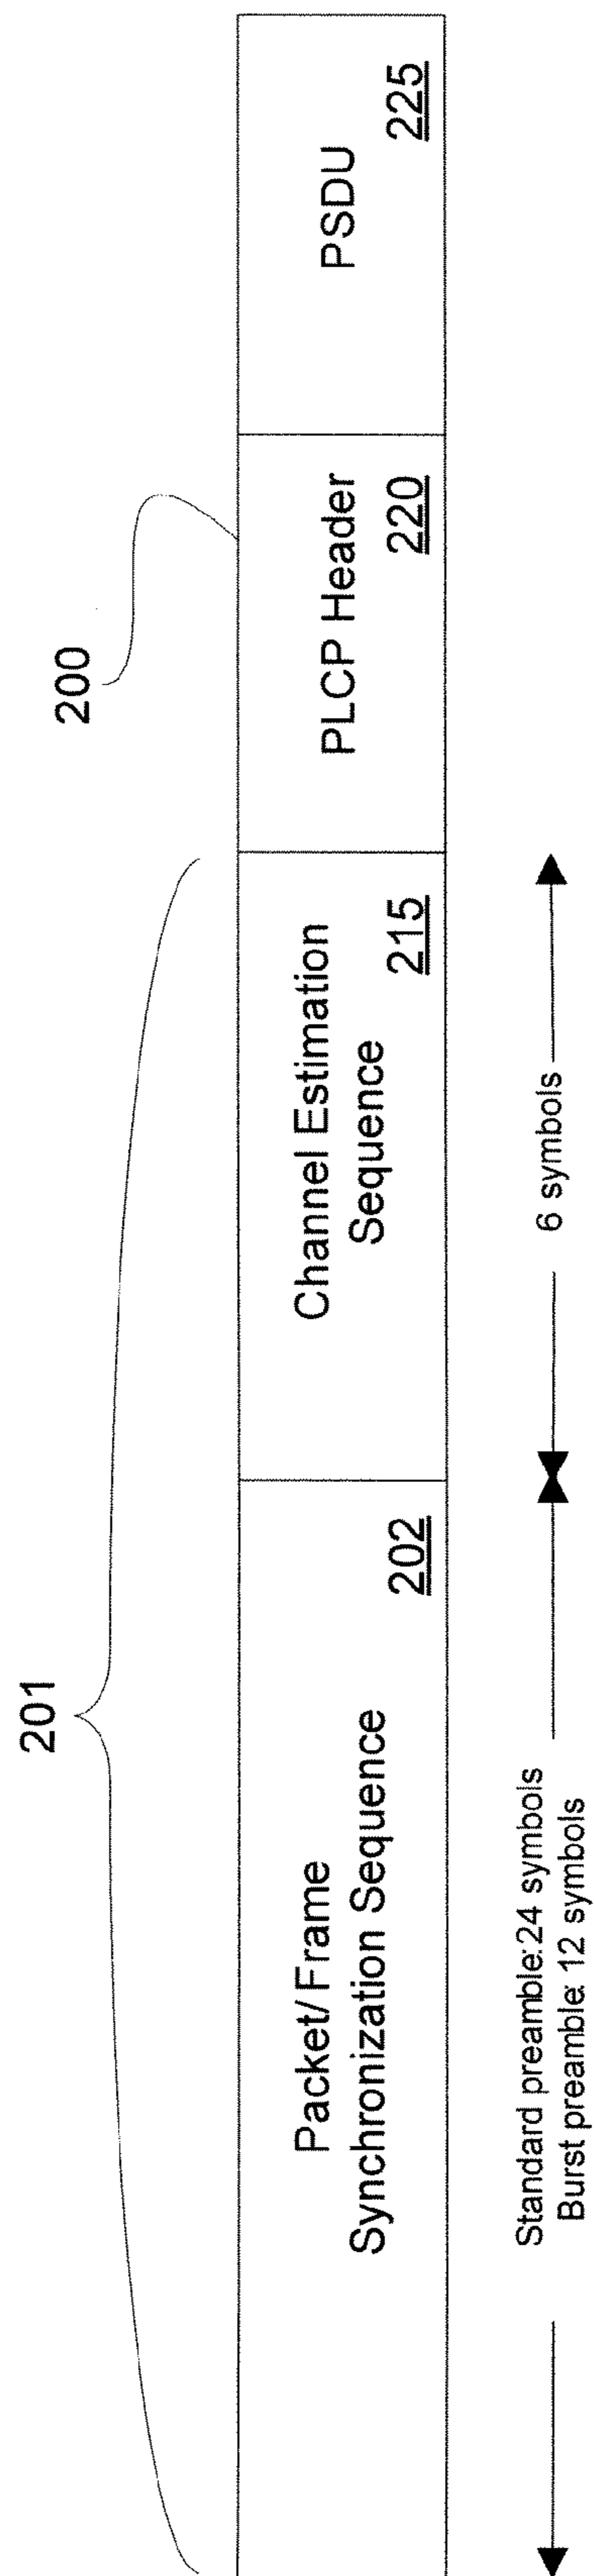 201
200
Packet/Frame
Synchronization Sequence
202
Channel Estimation
Sequence
215
PLCP Header
220
PSDU
225
Standard preamble:24 symbols
Burst preamble: 12 symbols
6 symbols